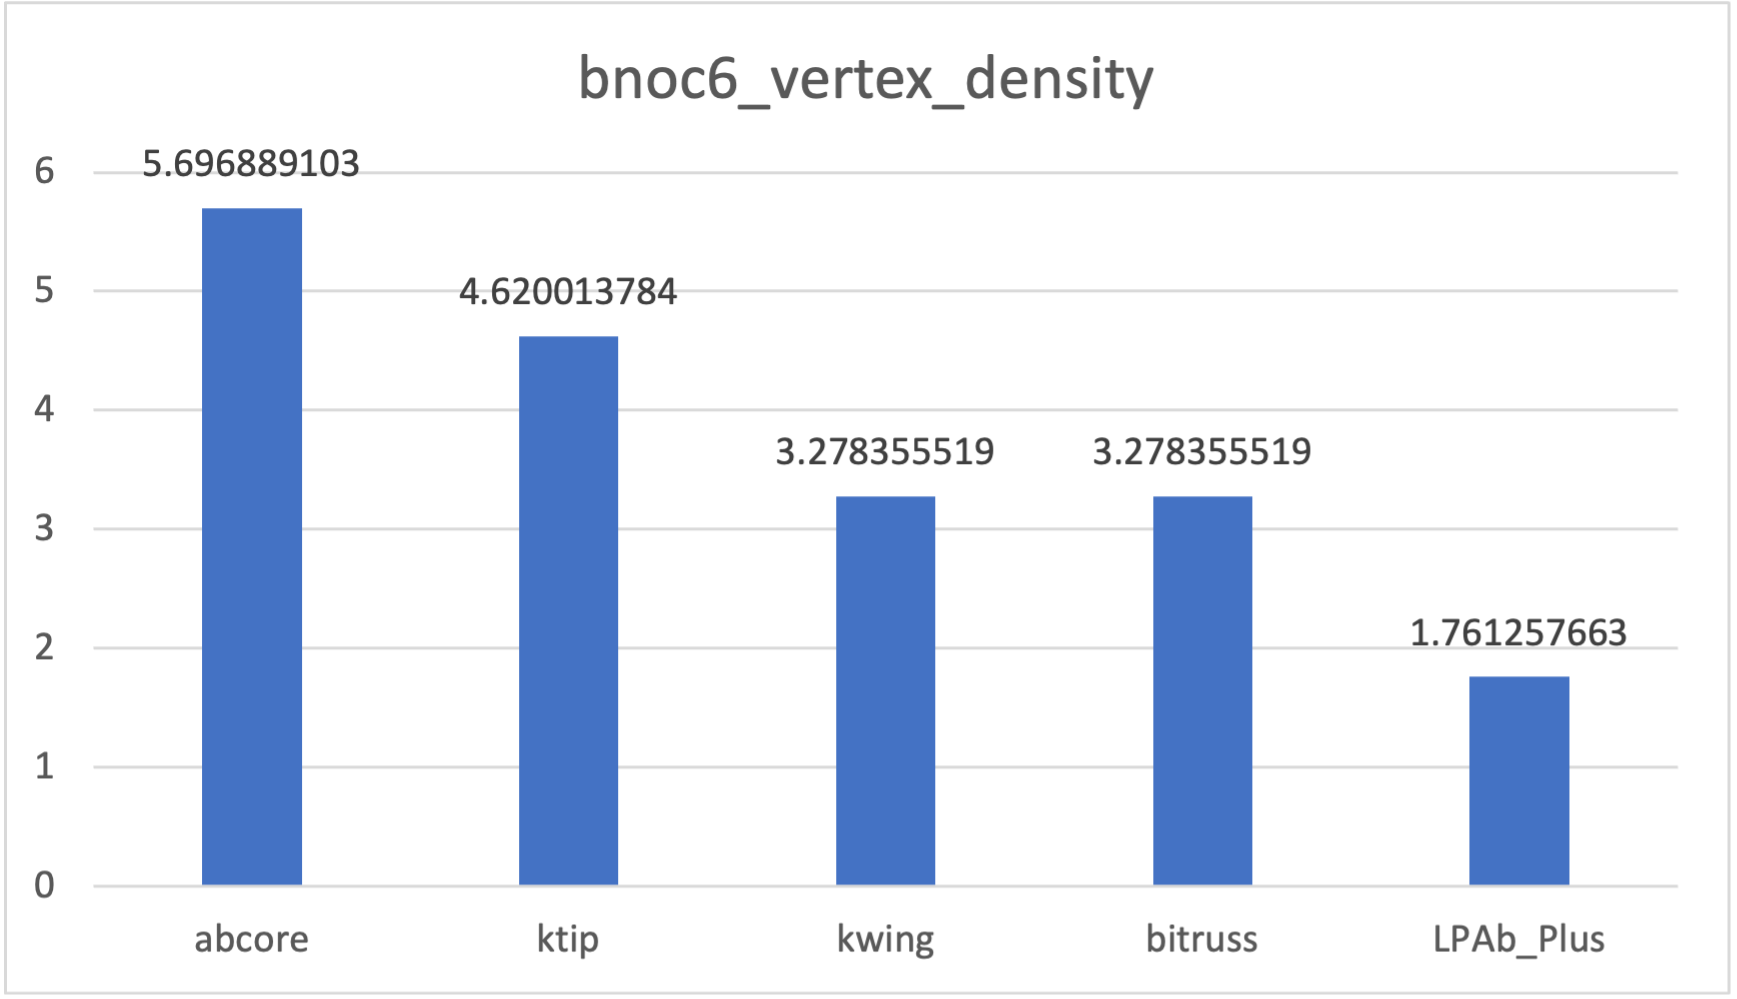 bnoc6_vertex_density
6
5
4
3
2
1
0
5.696889103
4.620013784
3.278355519
3.278355519
1.761257663
abcore
ktip
kwing
bitruss
LPAb_Plus